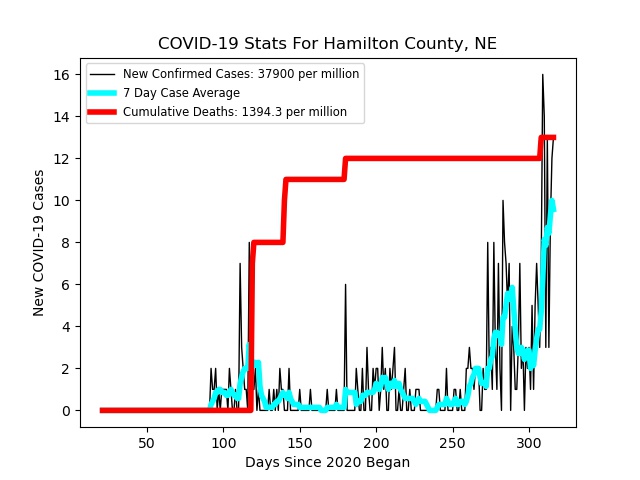 COVID-19 Stats For Hamilton County, NE
New Confirmed Cases: 37900 per million
7 Day Case Average
Cumulative Deaths: 1394.3 per million
New COVID-19 Cases
16
14
12
10
8
6
4
2
0
50 100 150 200 250 300
Days Since 2020 Began